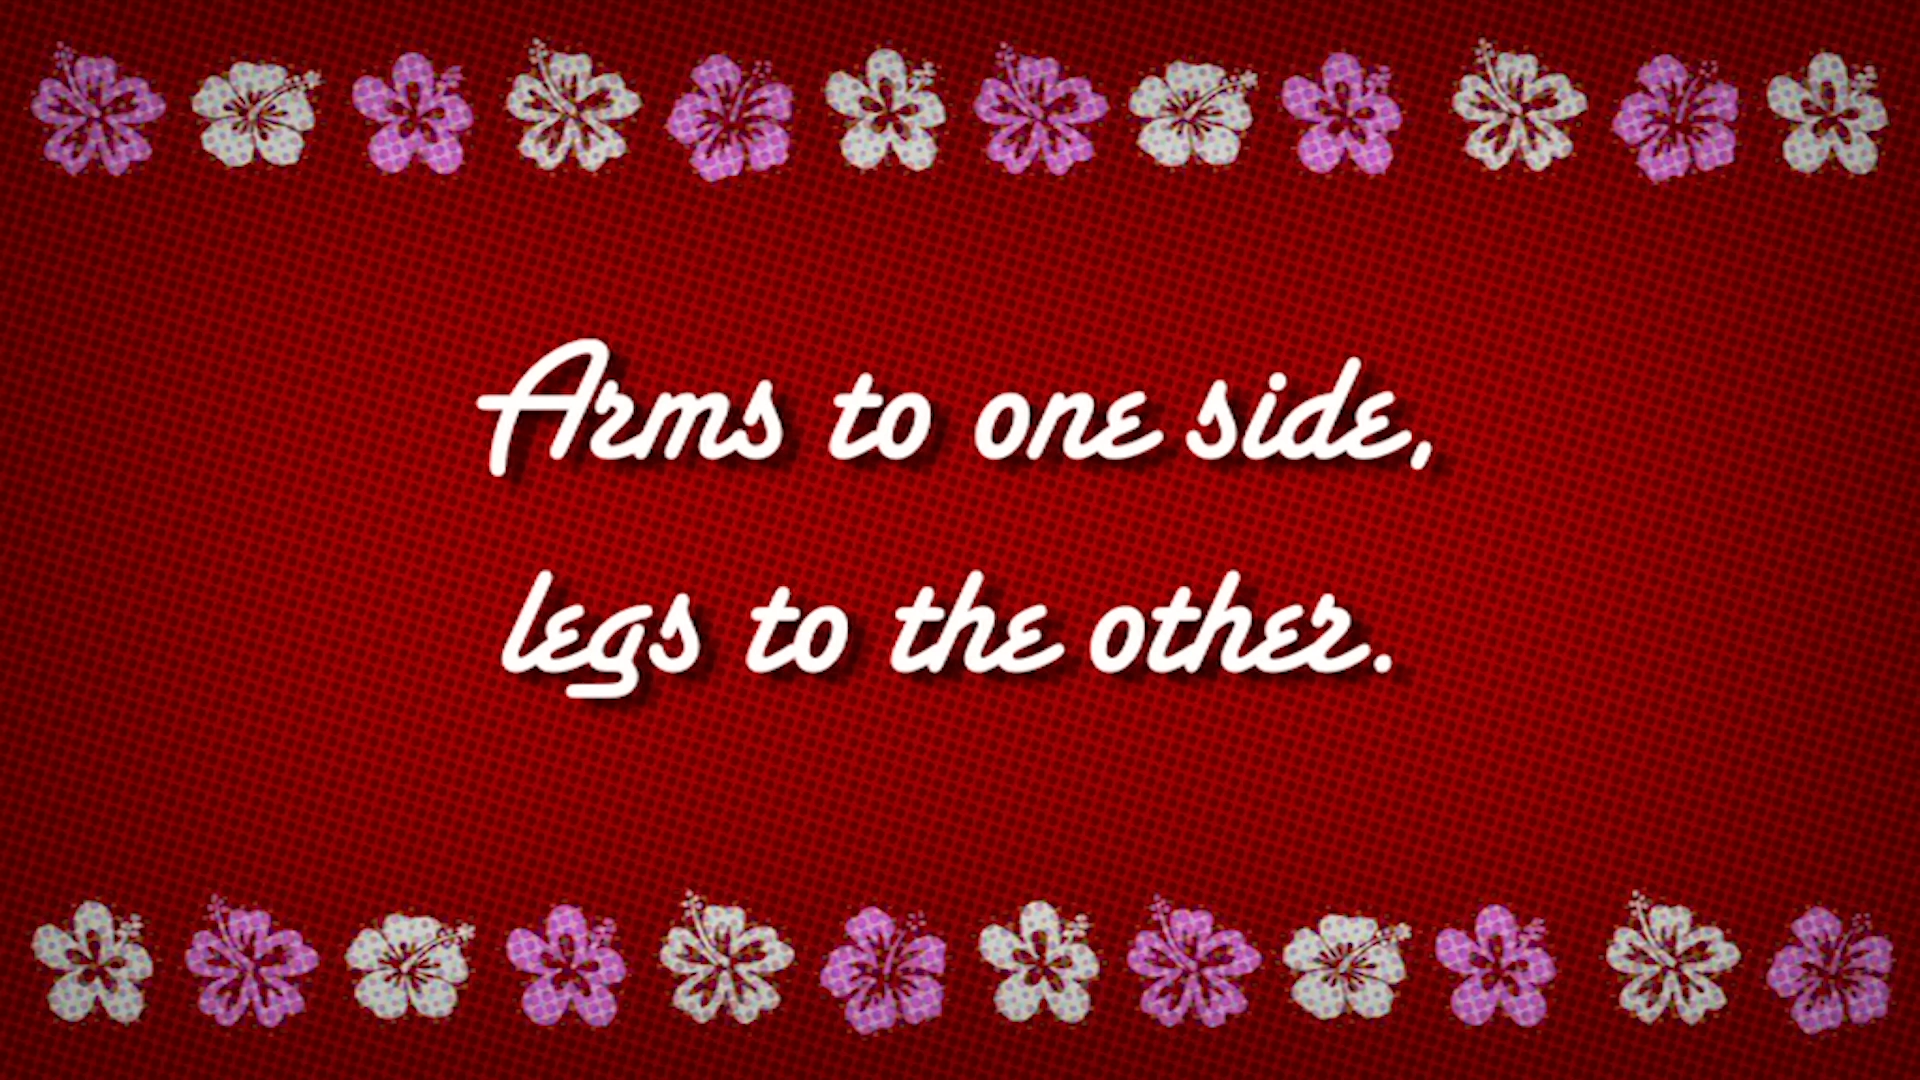 Arms to one side,
legs to the other.